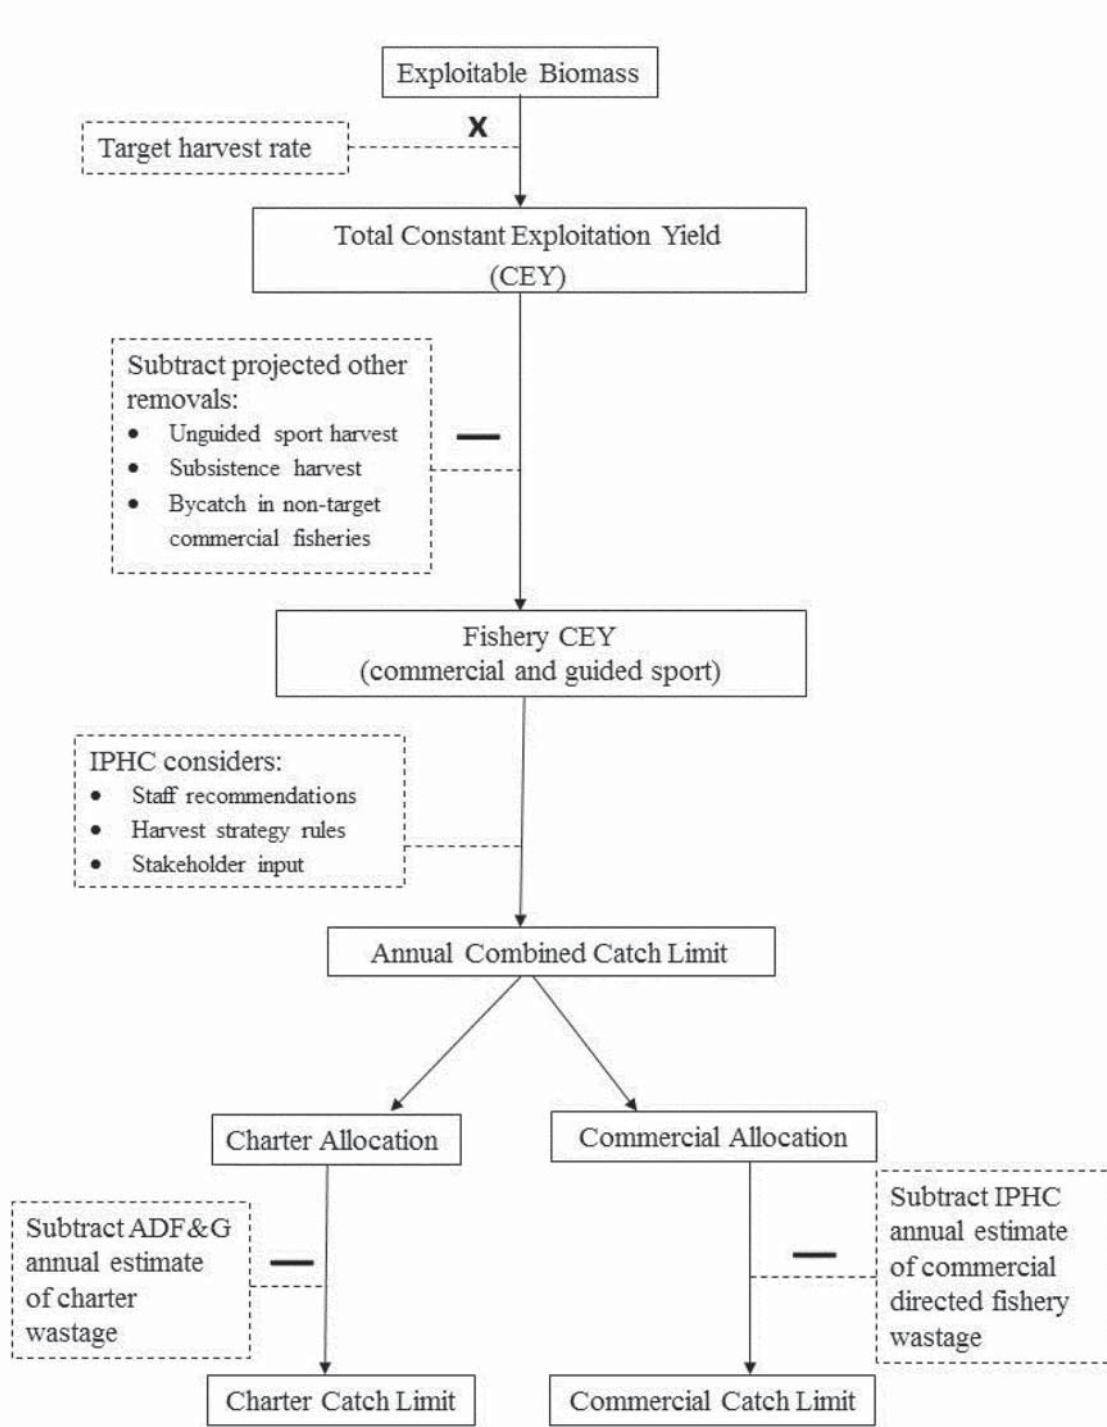 Exploitable Biomass
X
Target harvest rate
Total Constant Exploitation Yield
(CEY)
Subtract projected other
removals:
• Unguided sport harvest
• Subsistence harvest
• Bycatch in non-target
commercial fisheries
—
Fishery CEY
(commercial and guided sport)
IPHC considers:
• Staff recommendations
• Harvest strategy rules
• Stakeholder input
Annual Combined Catch Limit
Charter Allocation
Commercial Allocation
Subtract ADF&G
annual estimate
of charter
wastage
—
—
Subtract IPHC
annual estimate
of commercial
directed fishery
wastage
Charter Catch Limit
Commercial Catch Limit